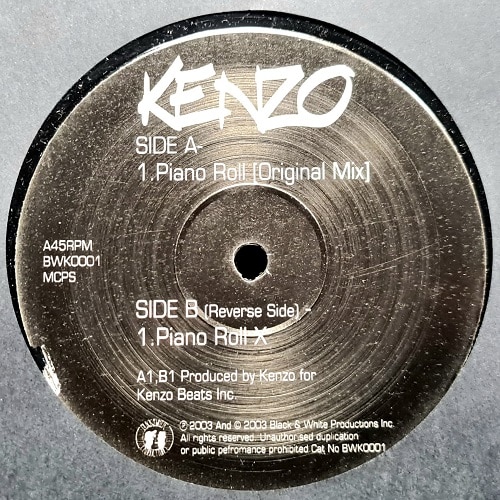 KENZO
SIDE A-
1.Piano Roll [Original Mix]
A45RPM
BWK0001
MCPS
SIDE B (Reverse Side) -
1.Piano Roll X
A1,B1 Produced by Kenzo for
Kenzo Beats Inc.
℗ 2003 And © 2003 Black & White Productions Inc.
All rights reserved. Unauthorised duplication
or public pefromance prohibited Cat No BWK0001